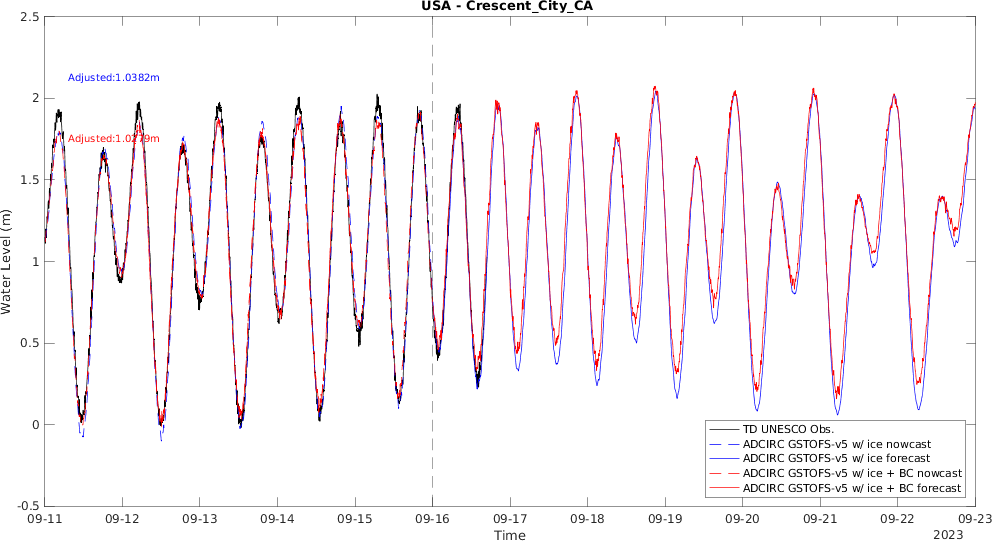 USA - Crescent_City_CA
2.5
2
1.5
1
0.5
0
-0.5
Water Level (m)
Adjusted:1.0382m
Adjusted:1.0279m
TD UNESCO Obs.
ADCIRC GSTOFS-v5 w/ ice nowcast
ADCIRC GSTOFS-v5 w/ ice forecast
ADCIRC GSTOFS-v5 w/ ice + BC nowcast
ADCIRC GSTOFS-v5 w/ ice + BC forecast
09-11 09-12 09-13 09-14 09-15 09-16 09-17 09-18 09-19 09-20 09-21 09-22 09-23
Time
2023